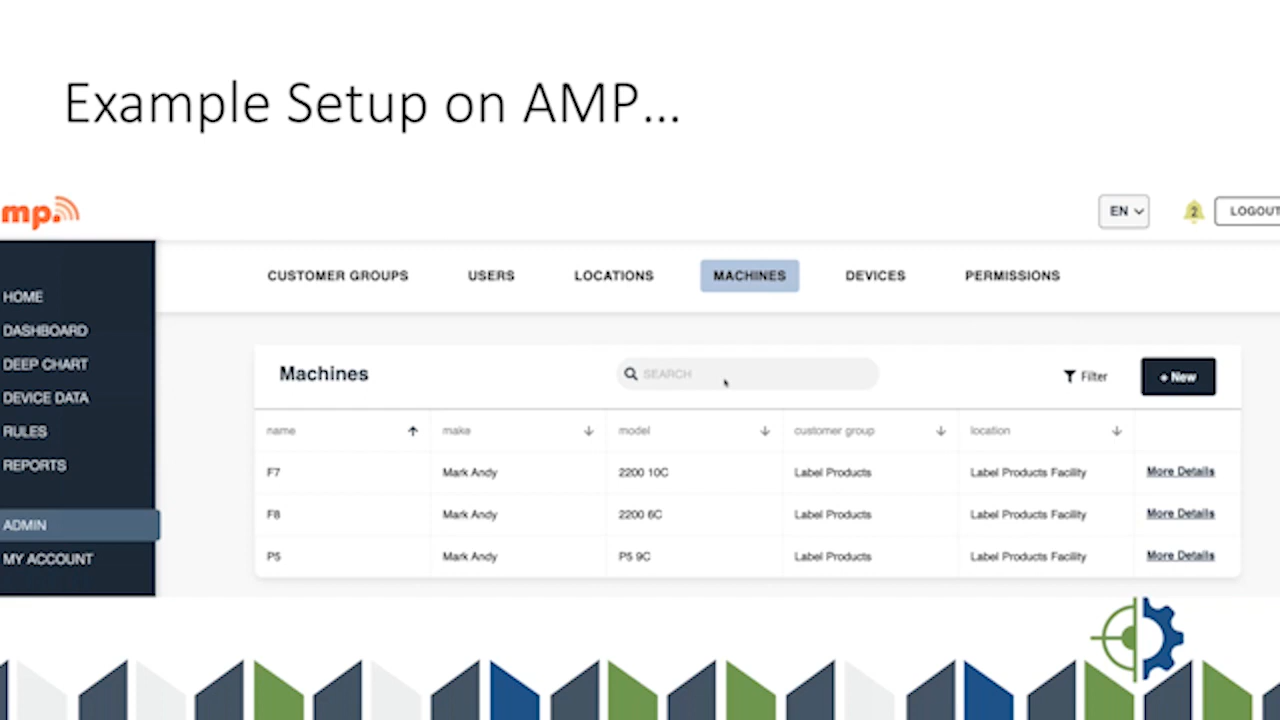 Example Setup on AMP...
mp.
EN
2
LOGOUT
CUSTOMER GROUPS USERS LOCATIONS MACHINES DEVICES PERMISSIONS
HOME
DASHBOARD
DEEP CHART
DEVICE DATA
RULES
REPORTS
ADMIN
MY ACCOUNT
Machines
SEARCH
Filter
+ New
name make model customer group location
F7 Mark Andy 2200 10C Label Products Label Products Facility More Details
F8 Mark Andy 2200 6C Label Products Label Products Facility More Details
P5 Mark Andy P5 9C Label Products Label Products Facility More Details